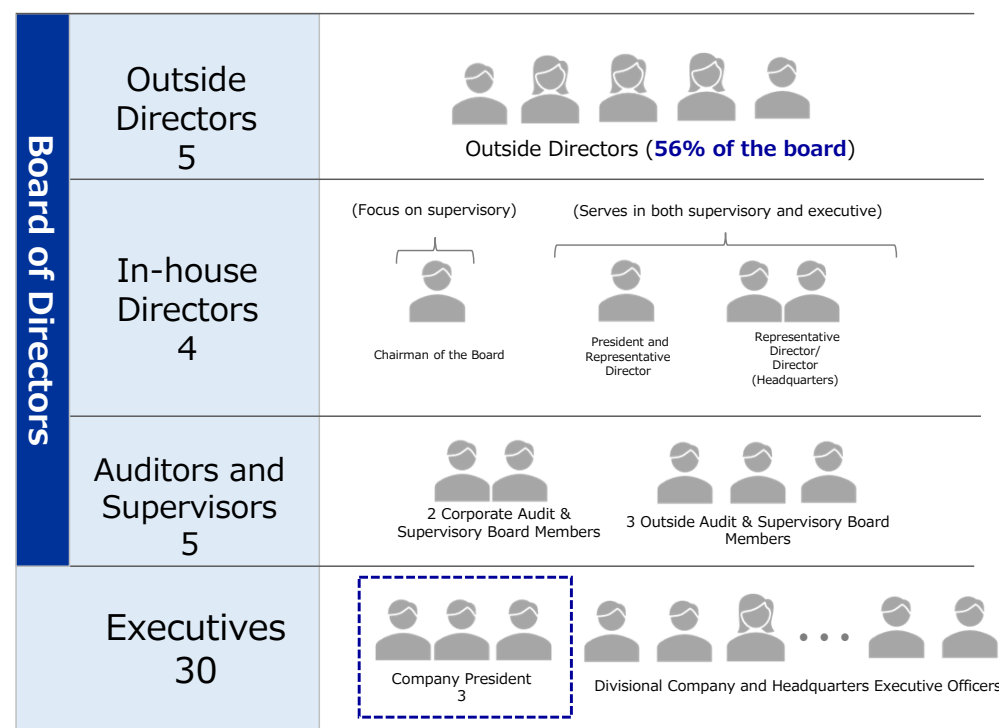 Board of Directors
Outside
Directors
5
Outside Directors (56% of the board)
In-house
Directors
4
(Focus on supervisory)
(Serves in both supervisory and executive)
Chairman of the Board
President and
Representative
Director
Representative
Director/
Director
(Headquarters)
Auditors and
Supervisors
5
2 Corporate Audit &
Supervisory Board Members
3 Outside Audit & Supervisory Board
Members
Executives
30
Company President
3
Divisional Company and Headquarters Executive Officers